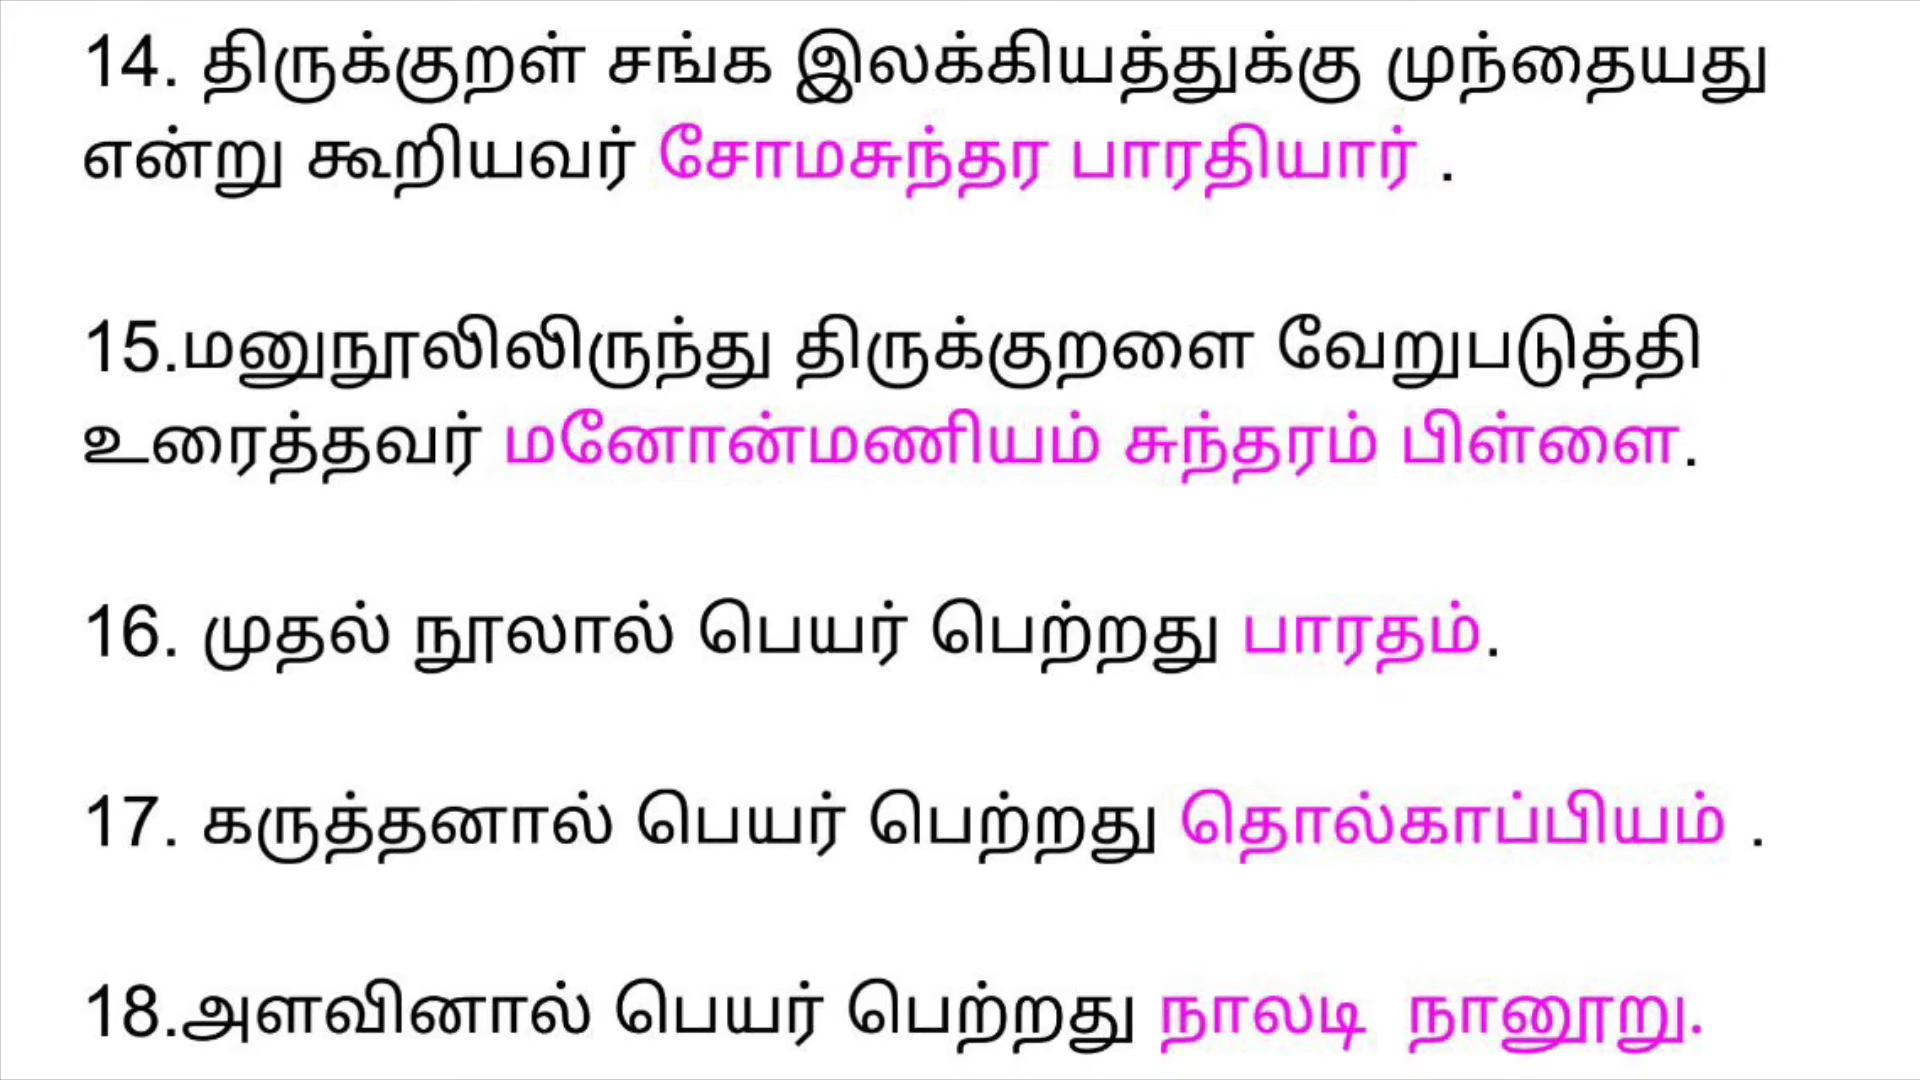 14. திருக்குறள் சங்க இலக்கியத்துக்கு முந்தையது
என்று கூறியவர் சோமசுந்தர பாரதியார் .
15.மனுநூலிலிருந்து திருக்குறளை வேறுபடுத்தி
உரைத்தவர் மனோன்மணியம் சுந்தரம் பிள்ளை.
16. முதல் நூலால் பெயர் பெற்றது பாரதம்.
17. கருத்தனால் பெயர் பெற்றது தொல்காப்பியம் .
18.அளவினால் பெயர் பெற்றது நாலடி நானூறு.